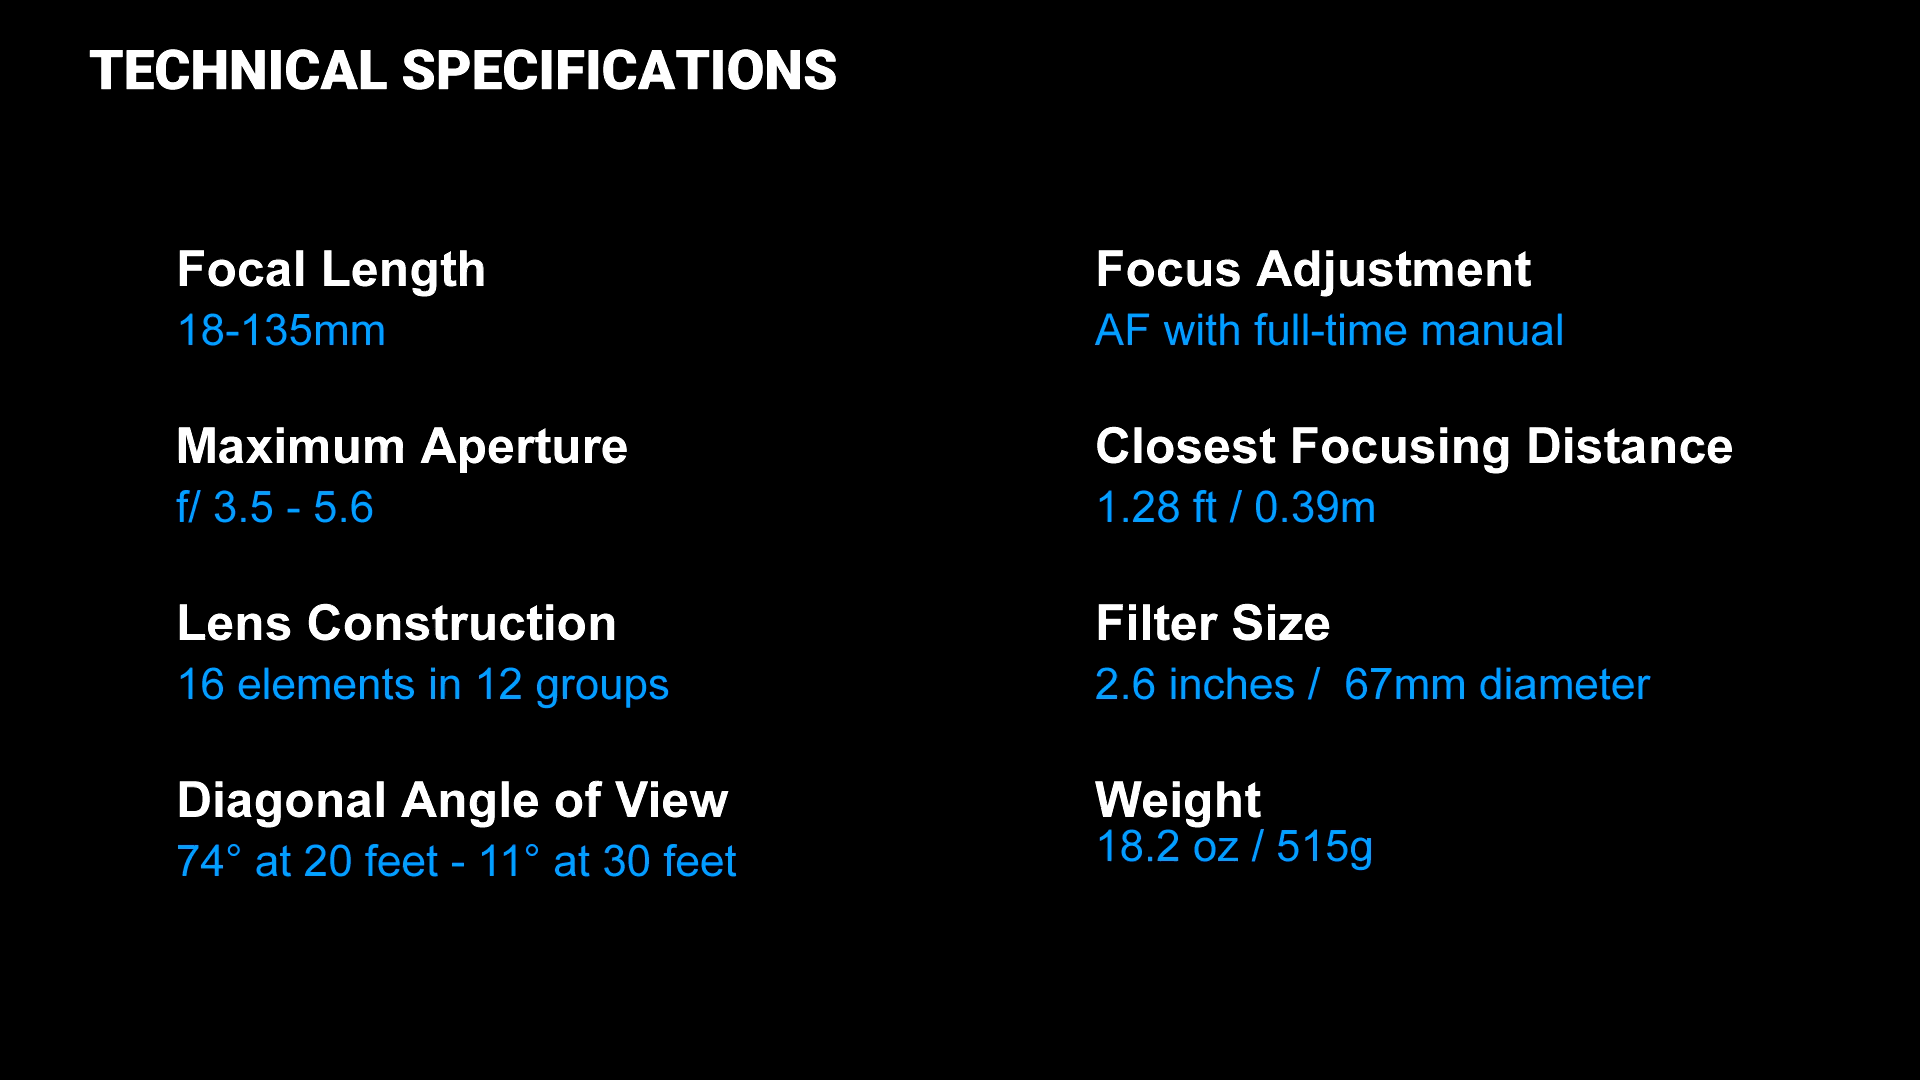 TECHNICAL SPECIFICATIONS
Focal Length
18-135mm
Maximum Aperture
f/ 3.5 - 5.6
Lens Construction
16 elements in 12 groups
Diagonal Angle of View
74° at 20 feet - 11° at 30 feet
Focus Adjustment
AF with full-time manual
Closest Focusing Distance
1.28 ft / 0.39m
Filter Size
2.6 inches /  67mm diameter
Weight
18.2 oz / 515g